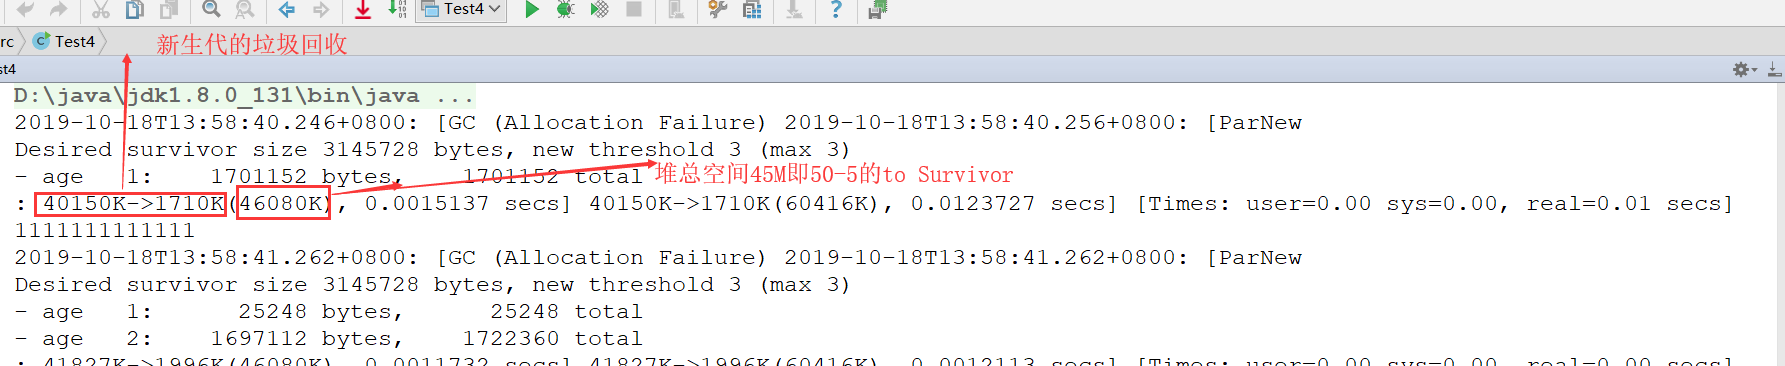 Test4
rc
Test4
新生代的垃圾回收
st4
D:\java\jdk1.8.0_131\bin\java ...
2019-10-18T13:58:40.246+0800: [GC (Allocation Failure) 2019-10-18T13:58:40.256+0800: [ParNew
Desired survivor size 3145728 bytes, new threshold 3 (max 3)
- age   1:    1701152 bytes,    1701152 total
堆总空间45M即50-5的to Survivor
: 40150K->1710K(46080K), 0.0015137 secs] 40150K->1710K(60416K), 0.0123727 secs] [Times: user=0.00 sys=0.00, real=0.01 secs]
1111111111111
2019-10-18T13:58:41.262+0800: [GC (Allocation Failure) 2019-10-18T13:58:41.262+0800: [ParNew
Desired survivor size 3145728 bytes, new threshold 3 (max 3)
- age   1:      25248 bytes,      25248 total
- age   2:    1697112 bytes,    1722360 total
: 41827K->1996K(46080K), 0.0011732 secs] 41827K->1996K(60416K), 0.0012113 secs] [Times: user=0.00 sys=0.00, real=0.00 secs]